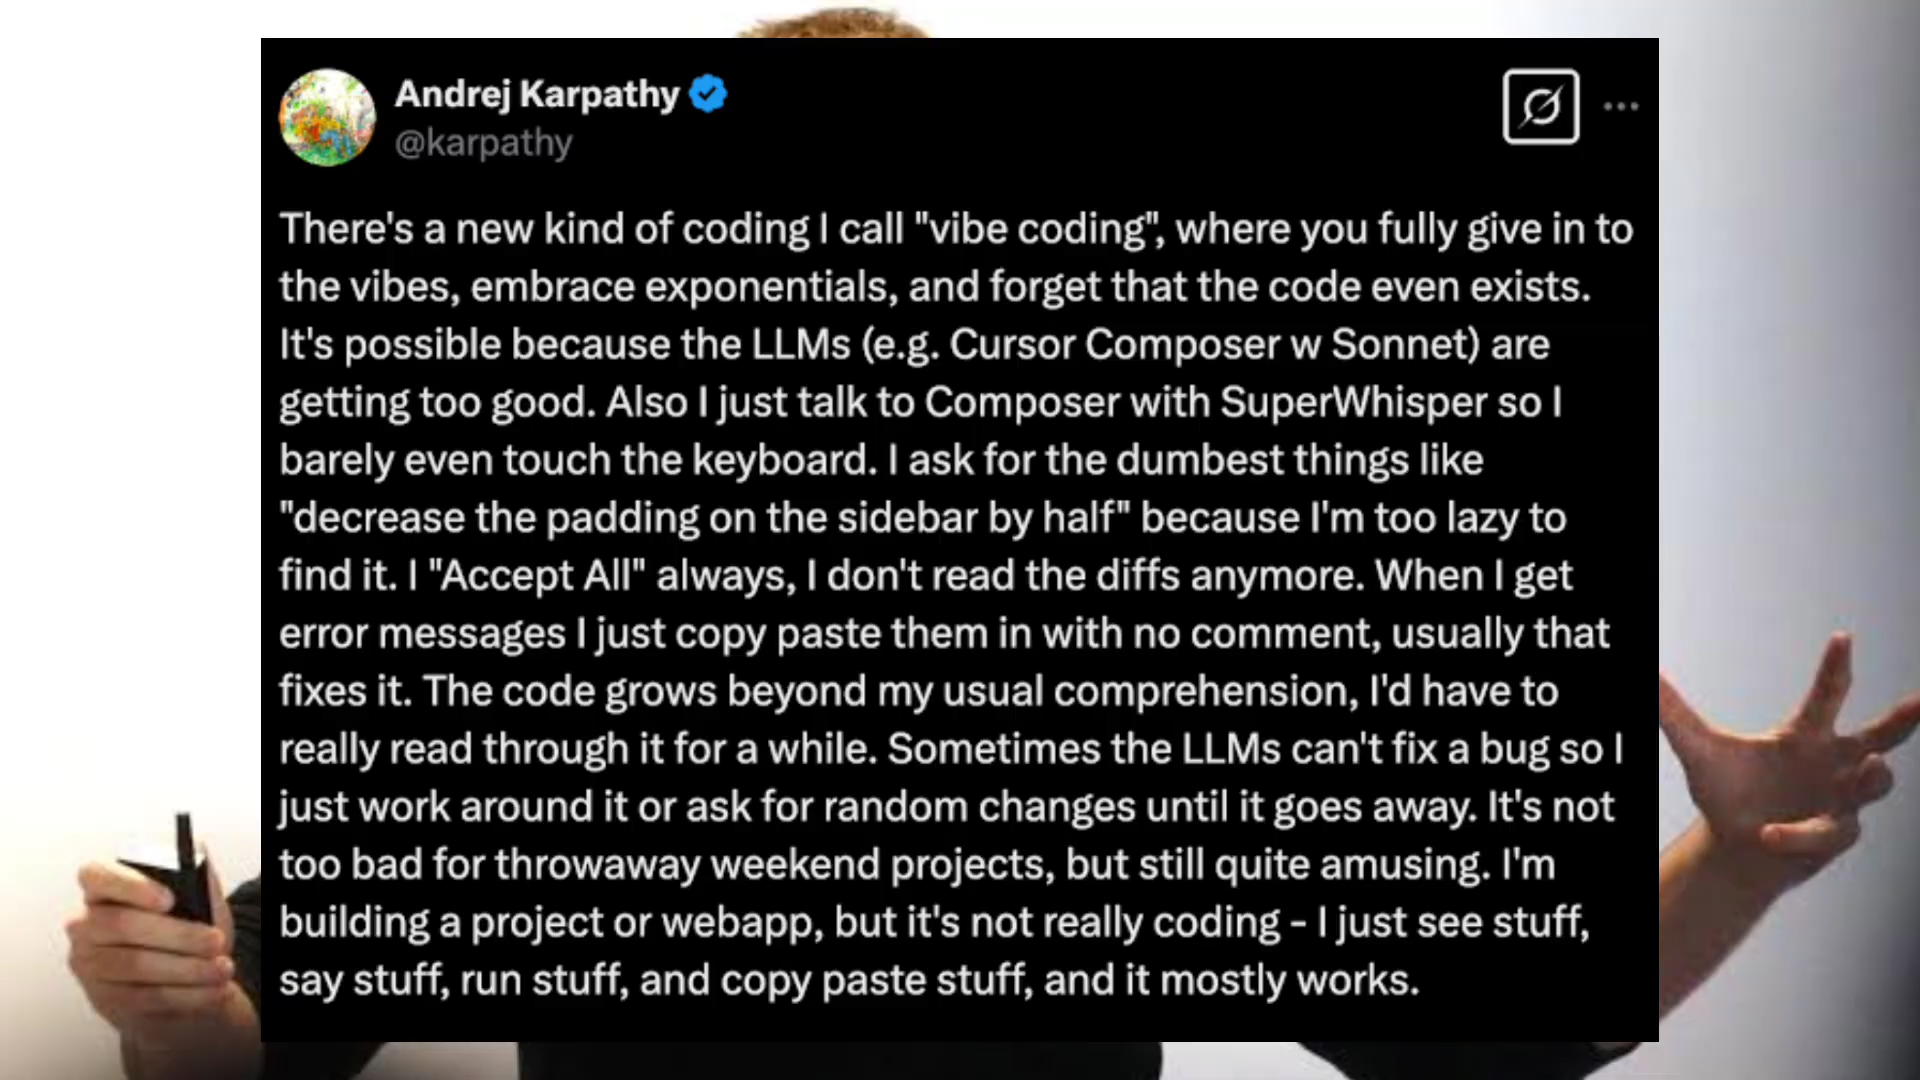 Andrej Karpathy
@karpathy
There's a new kind of coding I call "vibe coding", where you fully give in to
the vibes, embrace exponentials, and forget that the code even exists.
It's possible because the LLMs (e.g. Cursor Composer w Sonnet) are
getting too good. Also I just talk to Composer with SuperWhisper so I
barely even touch the keyboard. I ask for the dumbest things like
"decrease the padding on the sidebar by half" because I'm too lazy to
find it. I "Accept All" always, I don't read the diffs anymore. When I get
error messages I just copy paste them in with no comment, usually that
fixes it. The code grows beyond my usual comprehension, I'd have to
really read through it for a while. Sometimes the LLMs can't fix a bug so I
just work around it or ask for random changes until it goes away. It's not
too bad for throwaway weekend projects, but still quite amusing. I'm
building a project or webapp, but it's not really coding - I just see stuff,
say stuff, run stuff, and copy paste stuff, and it mostly works.